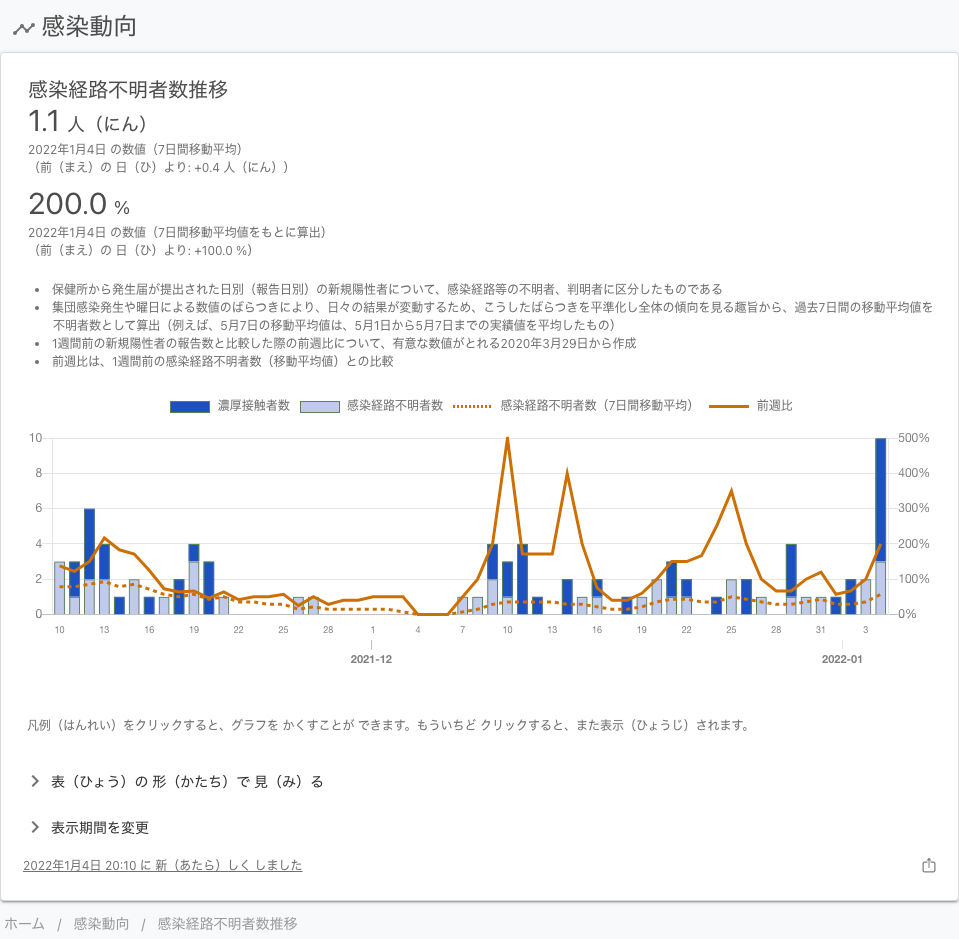 感染動向
感染経路不明者数推移
1.1 人（にん）
2022年1月4日 の数値（7日間移動平均）
（前（まえ）の 日（ひ）より: +0.4 人（にん））
200.0 %
2022年1月4日 の数値（7日間移動平均値をもとに算出）
（前（まえ）の 日（ひ）より: +100.0 %）
• 保健所から発生届が提出された日別（報告日別）の新規陽性者について、感染経路等の不明者、判明者に区分したものである
• 集団感染発生や曜日による数値のばらつきにより、日々の結果が変動するため、こうしたばらつきを平準化し全体の傾向を見る趣旨から、過去7日間の移動平均値を
不明者数として算出（例えば、5月7日の移動平均値は、5月1日から5月7日までの実績値を平均したもの）
• 1週間前の新規陽性者の報告数と比較した際の前週比について、有意な数値がとれる2020年3月29日から作成
• 前週比は、1週間前の感染経路不明者数（移動平均値）との比較
濃厚接触者数 感染経路不明者数 感染経路不明者数（7日間移動平均） 前週比
10 500%
8 400%
6 300%
4 200%
2 100%
0 0%
10 13 16 19 22 25 28 1 4 7 10 13 16 19 22 25 28 31 3
2021-12 2022-01
凡例（はんれい）をクリックすると、グラフを かくすことが できます。もういちど クリックすると、また表示（ひょうじ）されます。
表（ひょう）の 形（かたち）で 見（み）る
表示期間を変更
2022年1月4日 20:10 に 新（あたら）しく しました
ホーム / 感染動向 / 感染経路不明者数推移